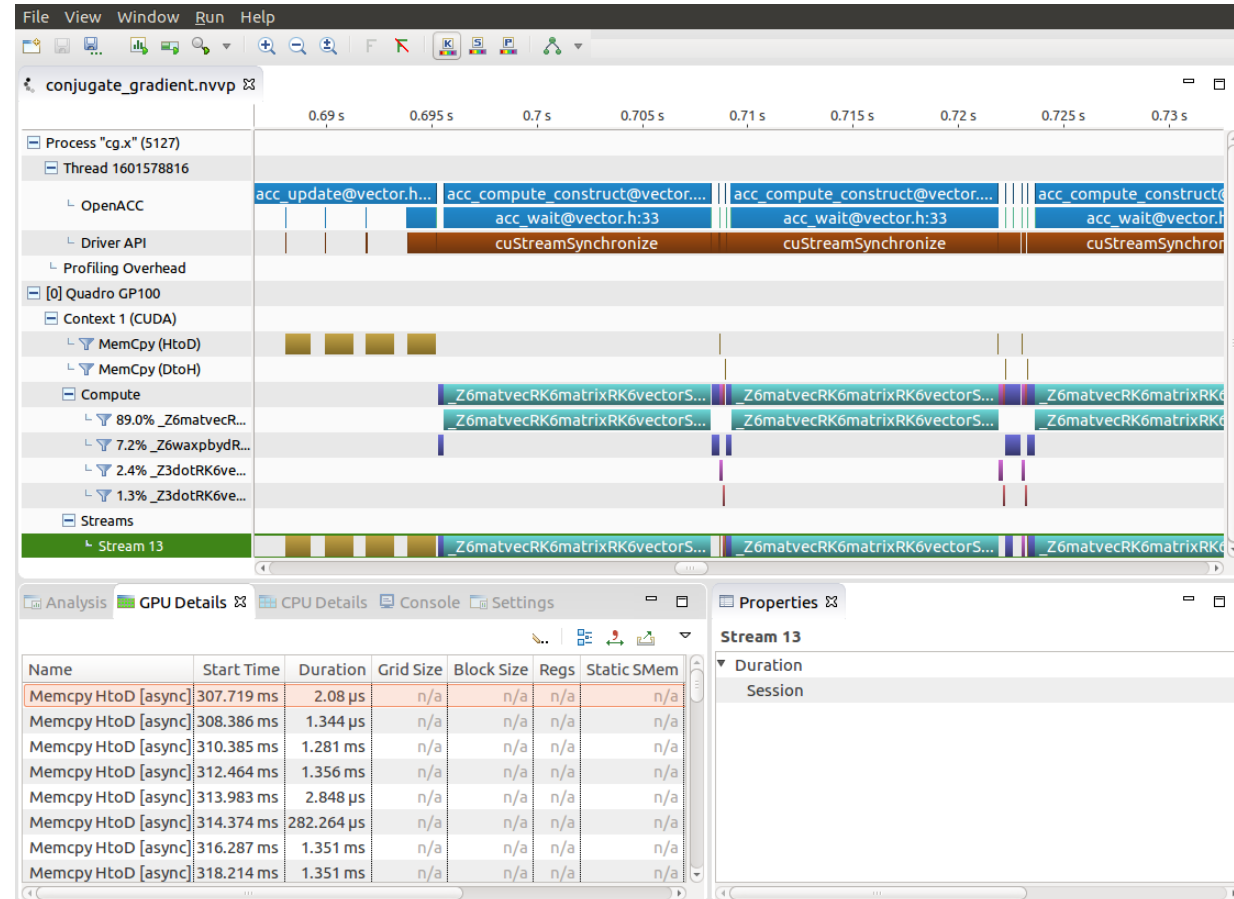 File View Window Run Help
conjugate_gradient.nvvp
0.69 s 0.695 s 0.7 s 0.705 s 0.71 s 0.715 s 0.72 s 0.725 s 0.73 s
Process "cg.x" (5127)
Thread 1601578816
OpenACC
acc_update@vector.h... acc_compute_construct@vector.... acc_compute_construct@vector.... acc_compute_construct@
acc_wait@vector.h:33 acc_wait@vector.h:33 acc_wait@vector.h
Driver API cuStreamSynchronize cuStreamSynchronize cuStreamSynchron
Profiling Overhead
[0] Quadro GP100
Context 1 (CUDA)
MemCpy (HtoD)
MemCpy (DtoH)
Compute _Z6matvecRK6matrixRK6vectorS... _Z6matvecRK6matrixRK6vectorS... _Z6matvecRK6matrixRK6
89.0% _Z6matvecR... _Z6matvecRK6matrixRK6vectorS... _Z6matvecRK6matrixRK6vectorS... _Z6matvecRK6matrixRK6
7.2% _Z6waxpbydR...
2.4% _Z3dotRK6ve...
1.3% _Z3dotRK6ve...
Streams
Stream 13 _Z6matvecRK6matrixRK6vectorS... _Z6matvecRK6matrixRK6vectorS... _Z6matvecRK6matrixRK6
Analysis GPU Details CPU Details Console Settings
Properties
Stream 13
Duration
Session
Name Start Time Duration Grid Size Block Size Regs Static SMem
Memcpy HtoD [async] 307.719 ms 2.08 µs n/a n/a n/a n/a
Memcpy HtoD [async] 308.386 ms 1.344 µs n/a n/a n/a n/a
Memcpy HtoD [async] 310.385 ms 1.281 ms n/a n/a n/a n/a
Memcpy HtoD [async] 312.464 ms 1.356 ms n/a n/a n/a n/a
Memcpy HtoD [async] 313.983 ms 2.848 µs n/a n/a n/a n/a
Memcpy HtoD [async] 314.374 ms 282.264 µs n/a n/a n/a n/a
Memcpy HtoD [async] 316.287 ms 1.351 ms n/a n/a n/a n/a
Memcpy HtoD [async] 318.214 ms 1.351 ms n/a n/a n/a n/a